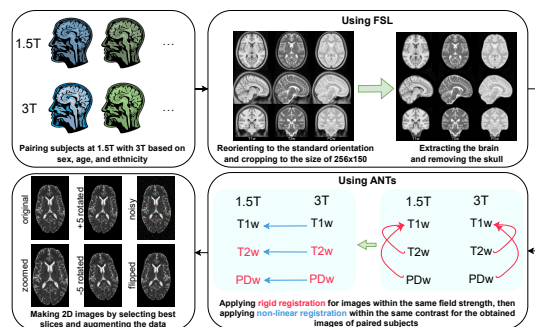 1.5T
...
3T
...
Pairing subjects at 1.5T with 3T based on
sex, age, and ethnicity
Using FSL
Reorienting to the standard orientation
and cropping to the size of 256x150
Extracting the brain
and removing the skull
original
+5 rotated
noisy
zoomed
-5 rotated
flipped
Making 2D images by selecting best
slices and augmenting the data
Using ANTs
1.5T 3T 1.5T 3T
T1w T1w T1w T1w
T2w T2w T2w T2w
PDw PDw PDw PDw
Applying rigid registration for images within the same field strength, then
applying non-linear registration within the same contrast for the obtained
images of paired subjects